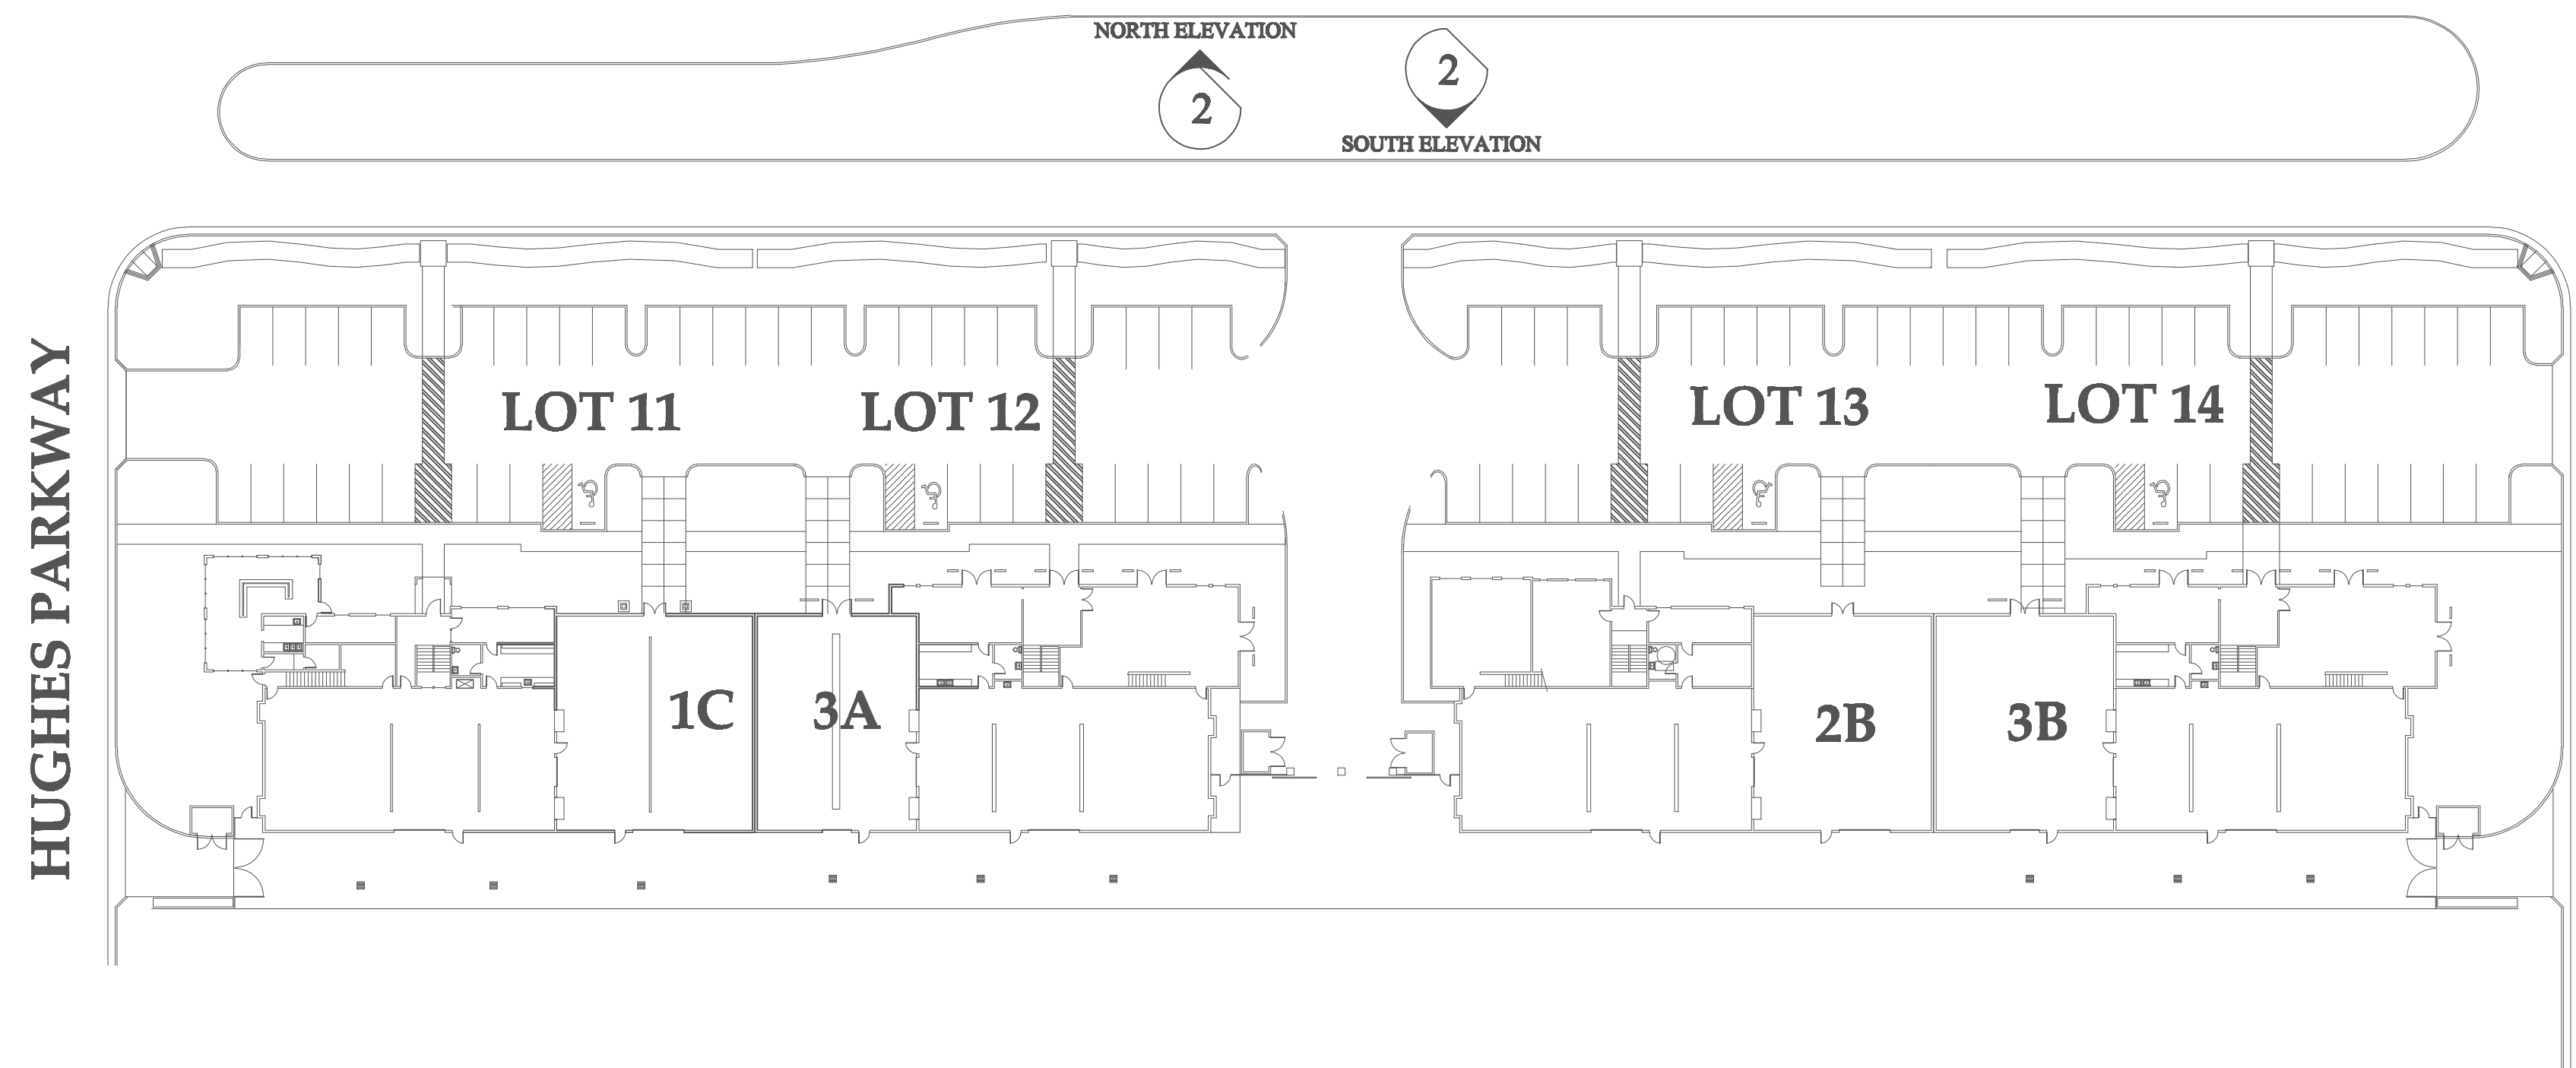 NORTH ELEVATION
2
2
SOUTH ELEVATION
HUGHES PARKWAY
LOT 11
LOT 12
LOT 13
LOT 14
1C
3A
2B
3B